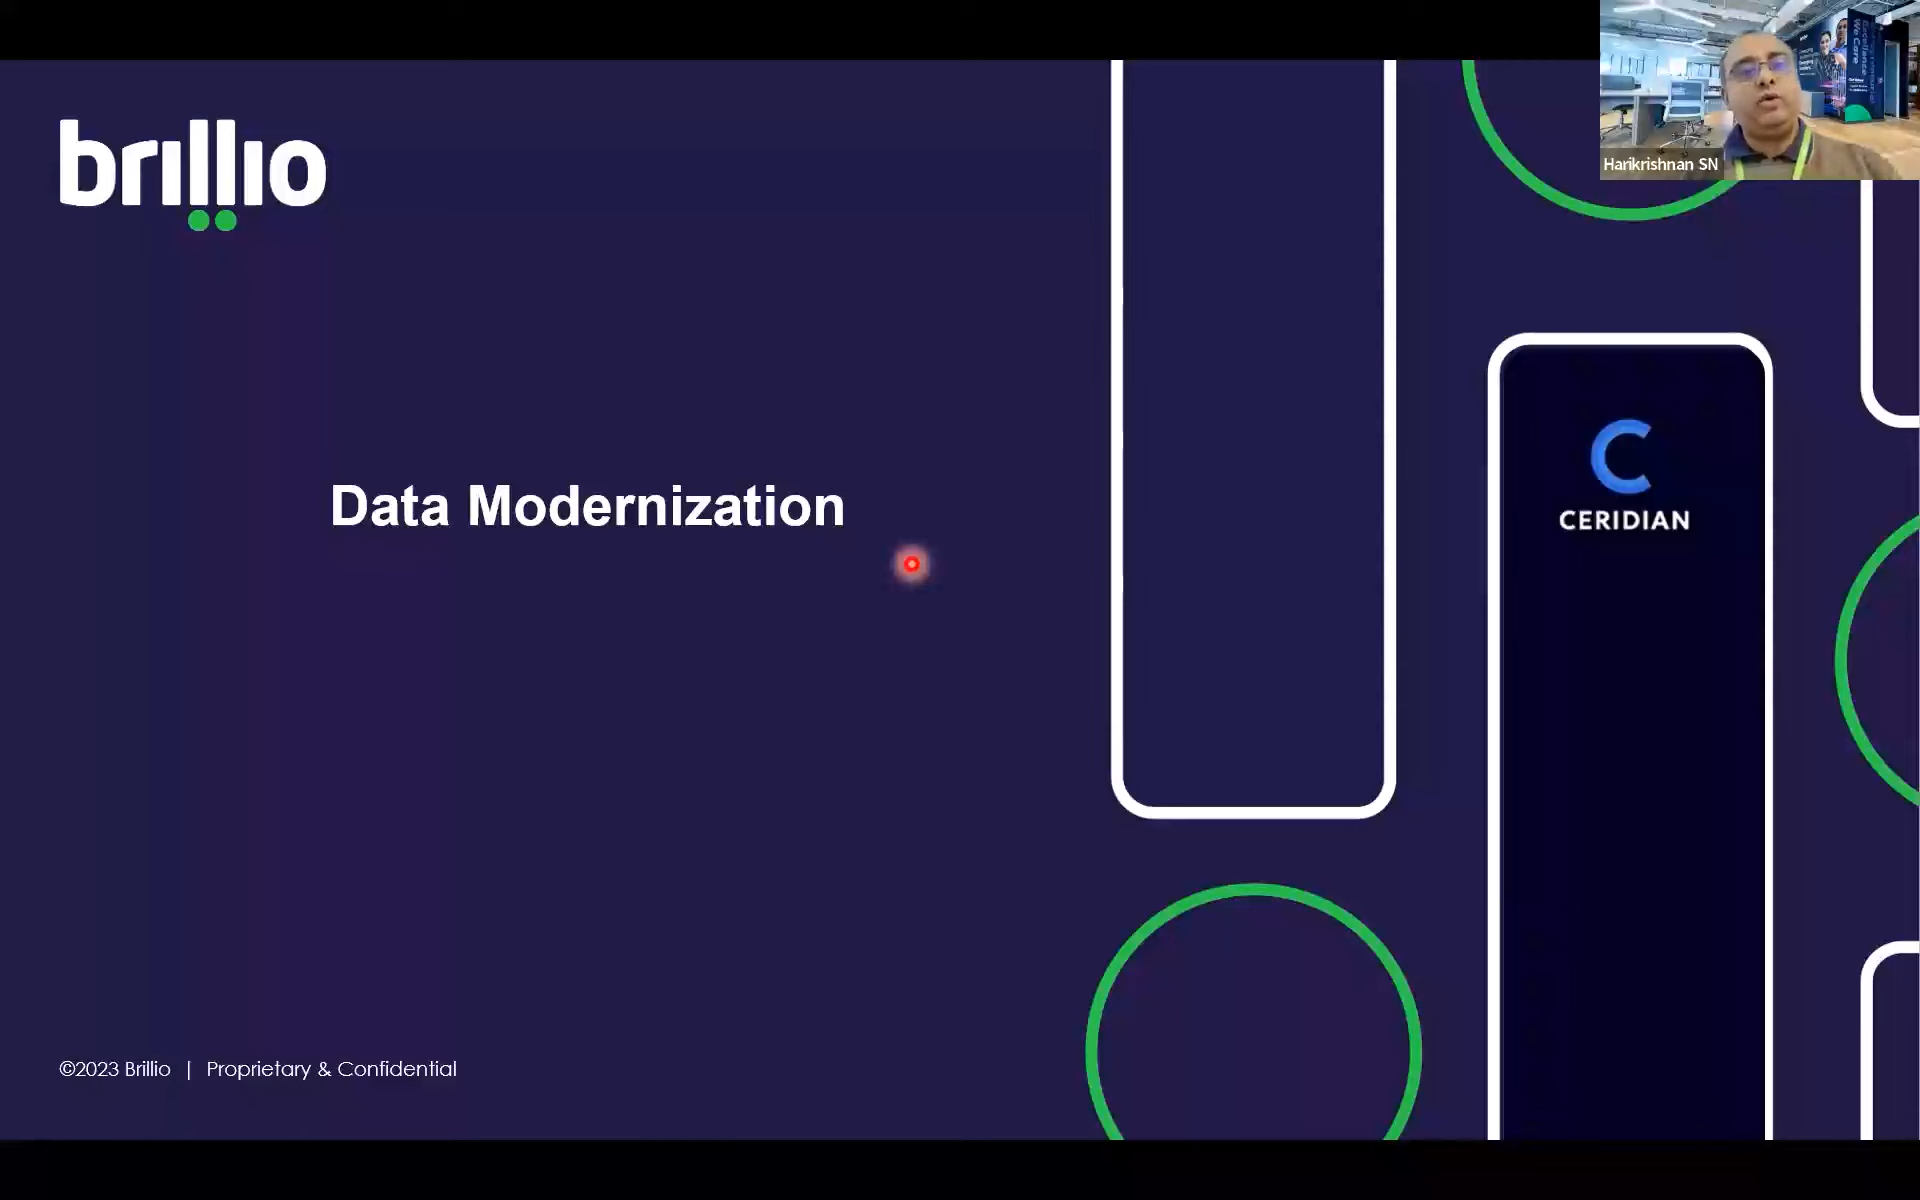 brillio
Harikrishnan SN
CERIDIAN
Data Modernization
©2023 Brillio | Proprietary & Confidential